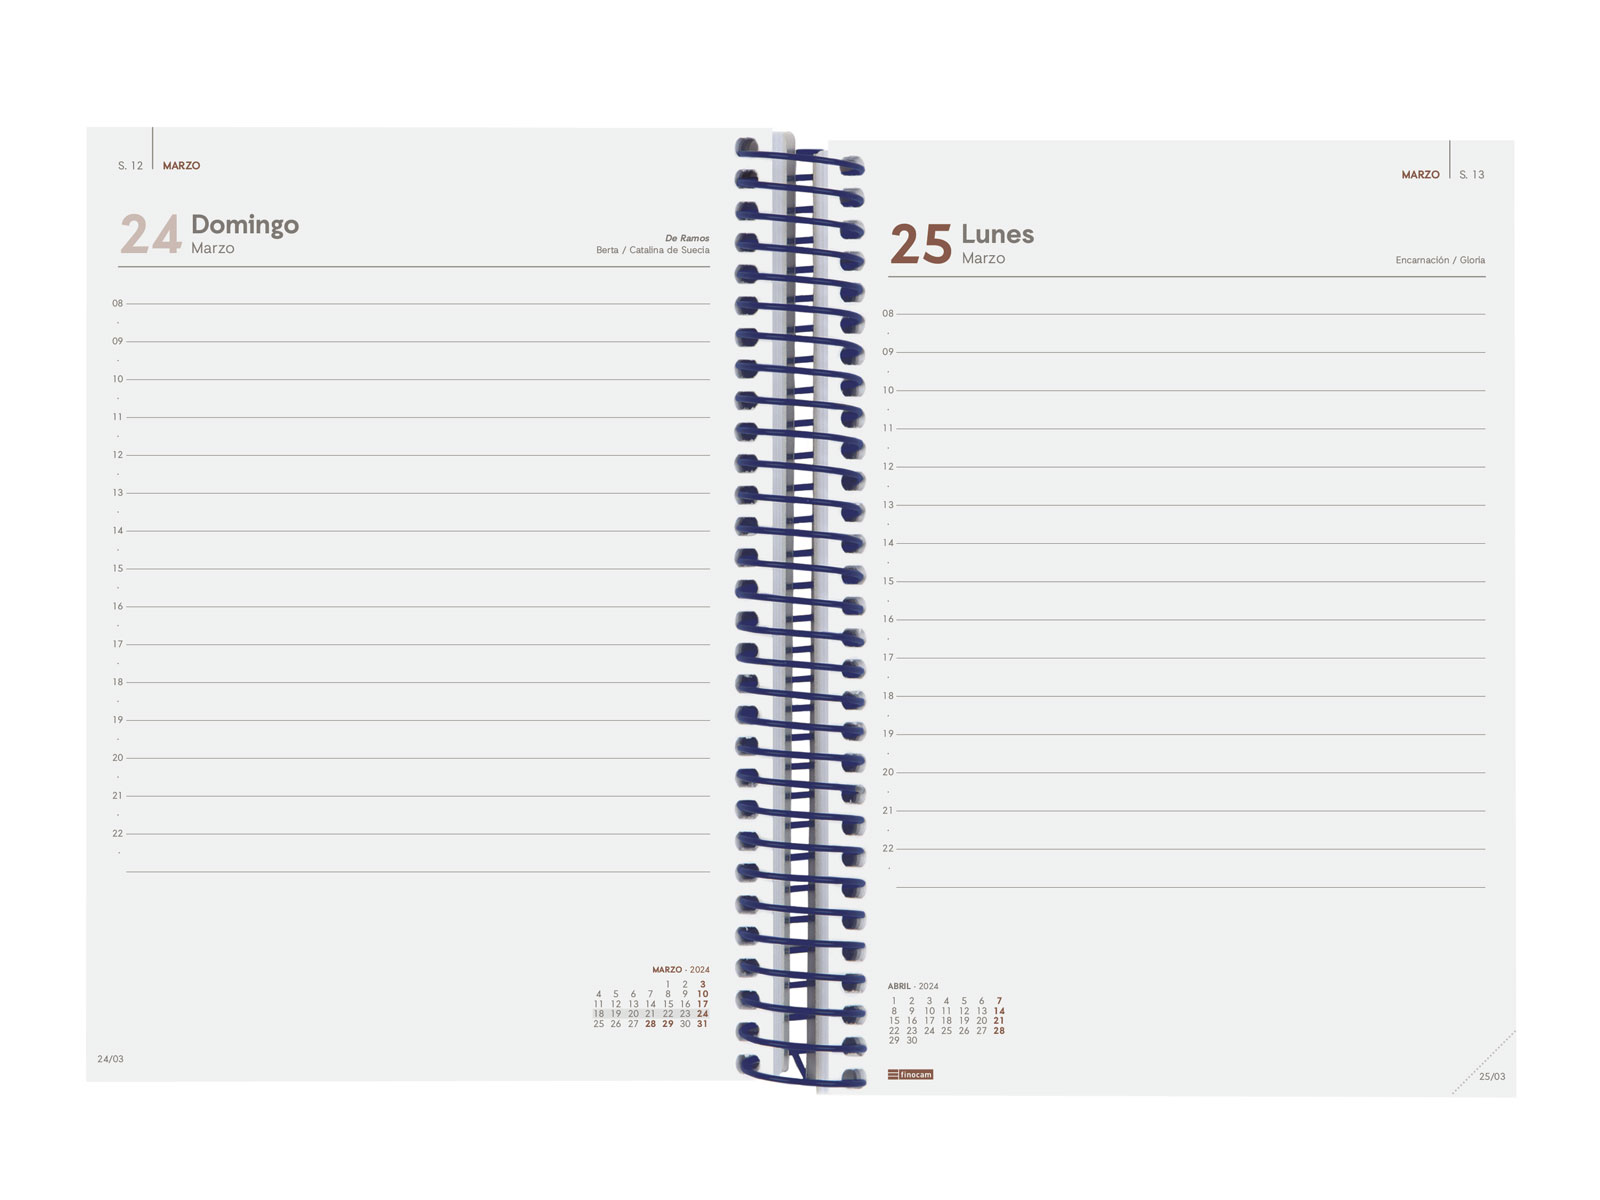 S. 12 MARZO
24 Domingo
Marzo
De Ramos
Berta / Catalina de Suecia
08
09
10
11
12
13
14
15
16
17
18
19
20
21
22
MARZO - 2024
1 2 3
4 5 6 7 8 9 10
11 12 13 14 15 16 17
18 19 20 21 22 23 24
25 26 27 28 29 30 31
24/03
MARZO S. 13
25 Lunes
Marzo
Encarnación / Gloria
08
09
10
11
12
13
14
15
16
17
18
19
20
21
22
ABRIL - 2024
1 2 3 4 5 6 7
8 9 10 11 12 13 14
15 16 17 18 19 20 21
22 23 24 25 26 27 28
29 30
finocam
25/03